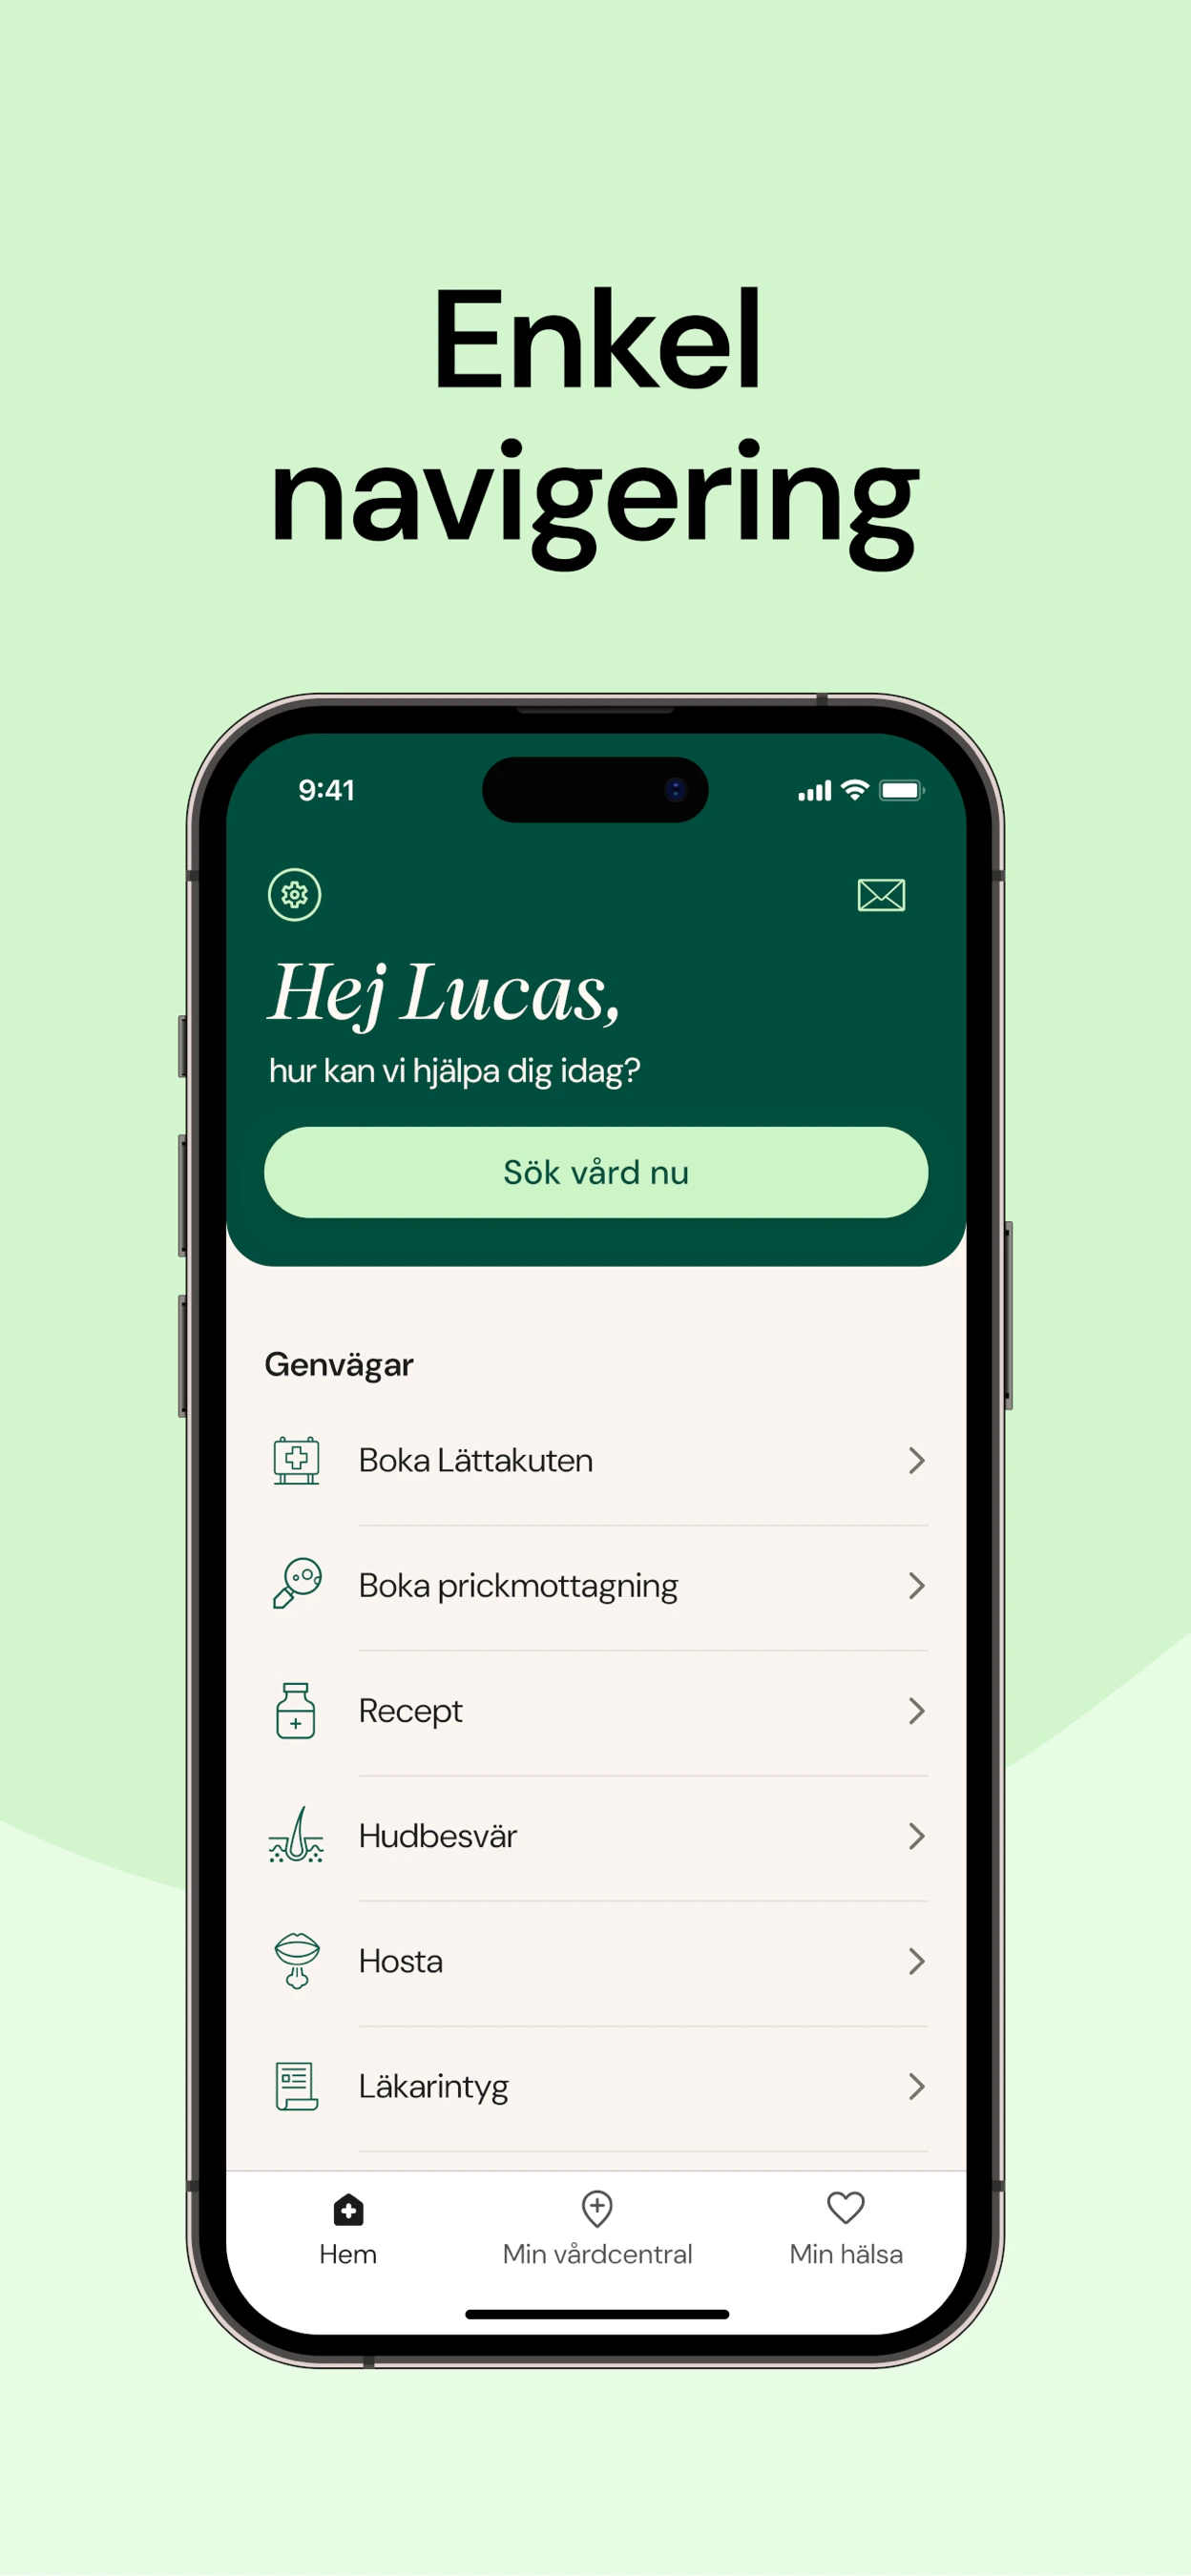 Enkel
navigering
9:41
Hej Lucas,
hur kan vi hjälpa dig idag?
Sök vård nu
Genvägar
Boka Lättakuten
Boka prickmottagning
Recept
Hudbesvär
Hosta
Läkarintyg
Hem
Min vårdcentral
Min hälsa